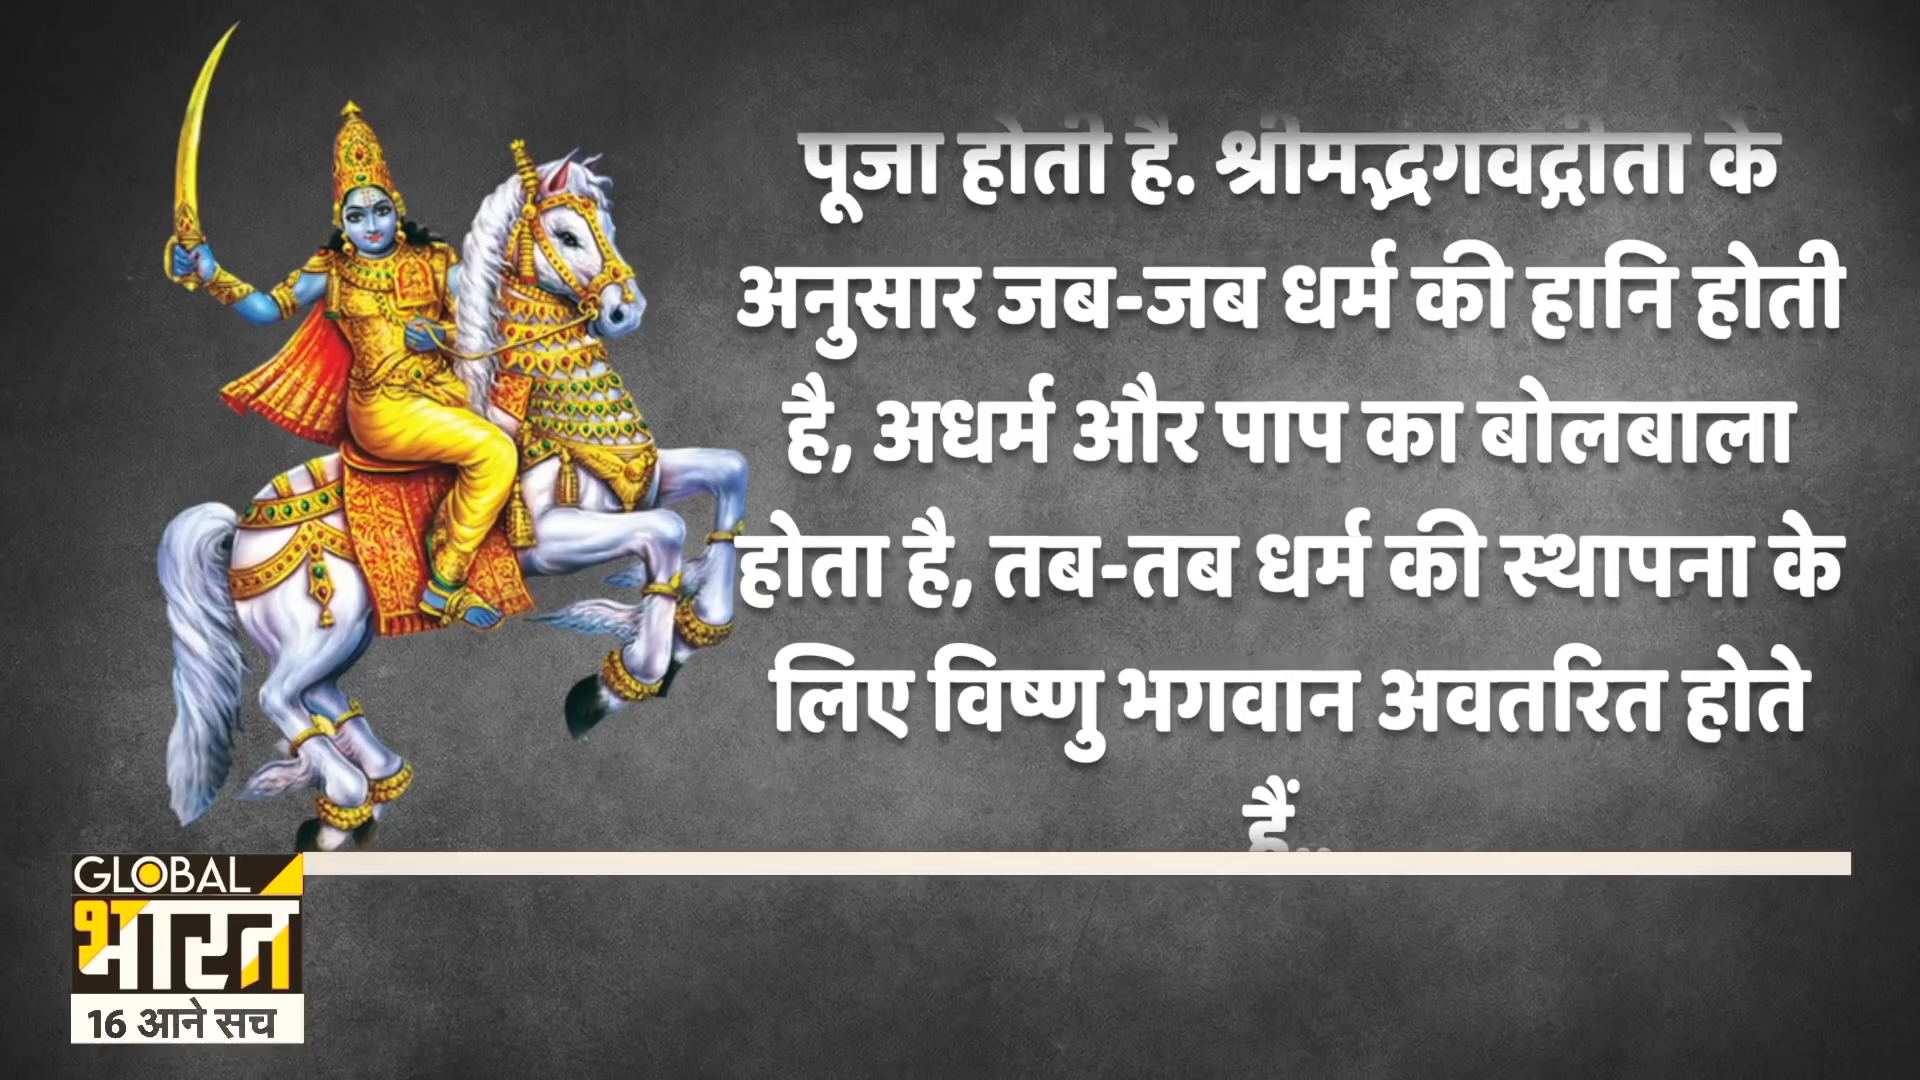 पूजा होती है. श्रीमद्भगवद्गीता के
अनुसार जब-जब धर्म की हानि होती
है, अधर्म और पाप का बोलबाला
होता है, तब-तब धर्म की स्थापना के
लिए विष्णु भगवान अवतरित होते
हैं..
GLOBAL
भारत
16 आने सच